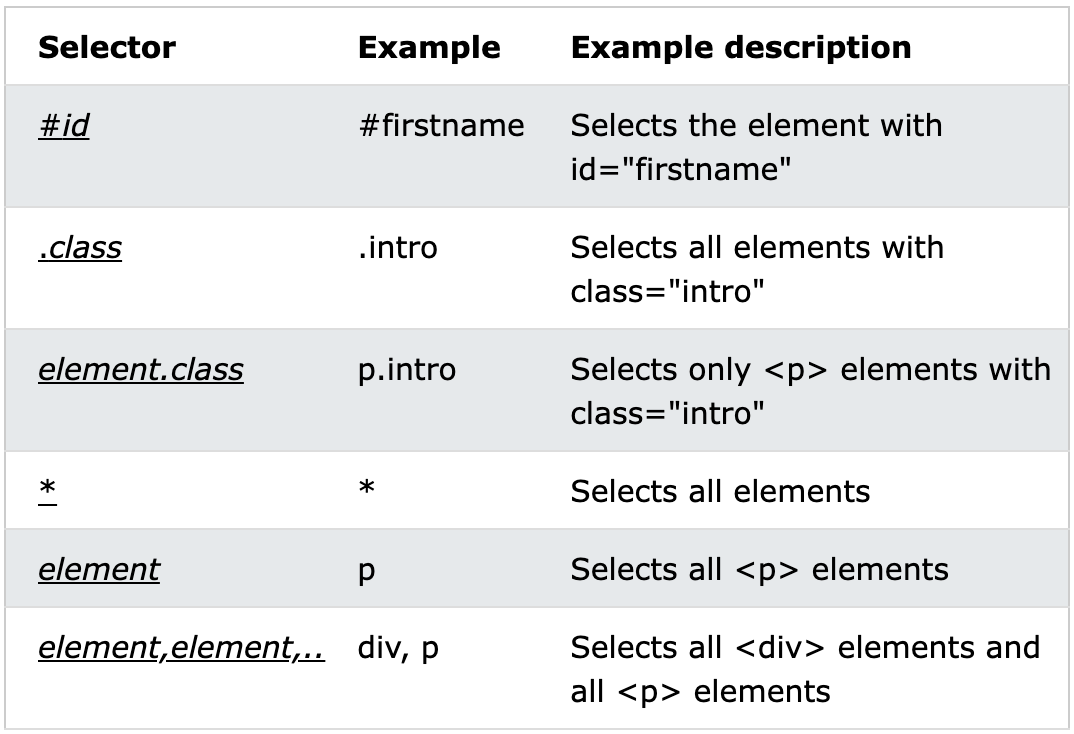 Selector Example Example description
#id #firstname Selects the element with
id="firstname"
.class .intro Selects all elements with
class="intro"
element.class p.intro Selects only <p> elements with
class="intro"
* * Selects all elements
element p Selects all <p> elements
element,element,.. div, p Selects all <div> elements and
all <p> elements